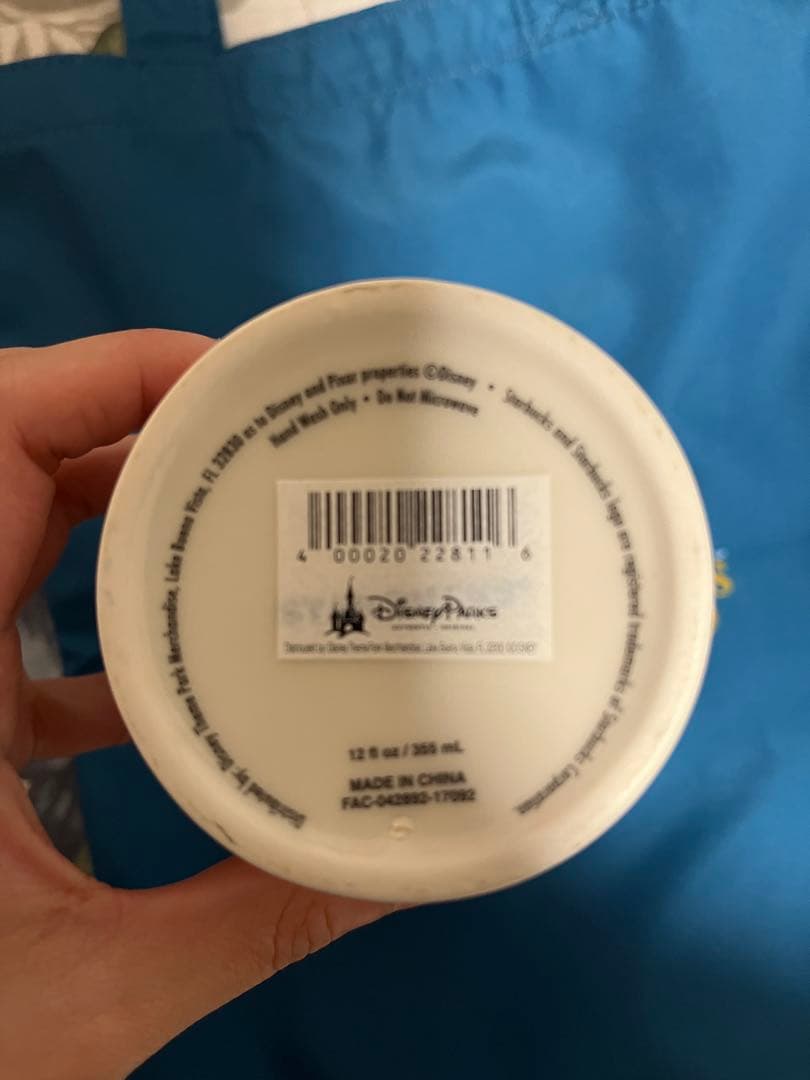 Distributed by: Disney Theme Park Merchandise, Lake Buena Vista, FL 32830 as to Disney and Pixar properties ©Disney • Starbucks and Starbucks logo are registered trademarks of Starbucks Corporation
Hand Wash Only • Do Not Microwave
4 00020 22811 6
Disney Parks
12 fl oz / 355 mL
MADE IN CHINA
FAC-042892-17092